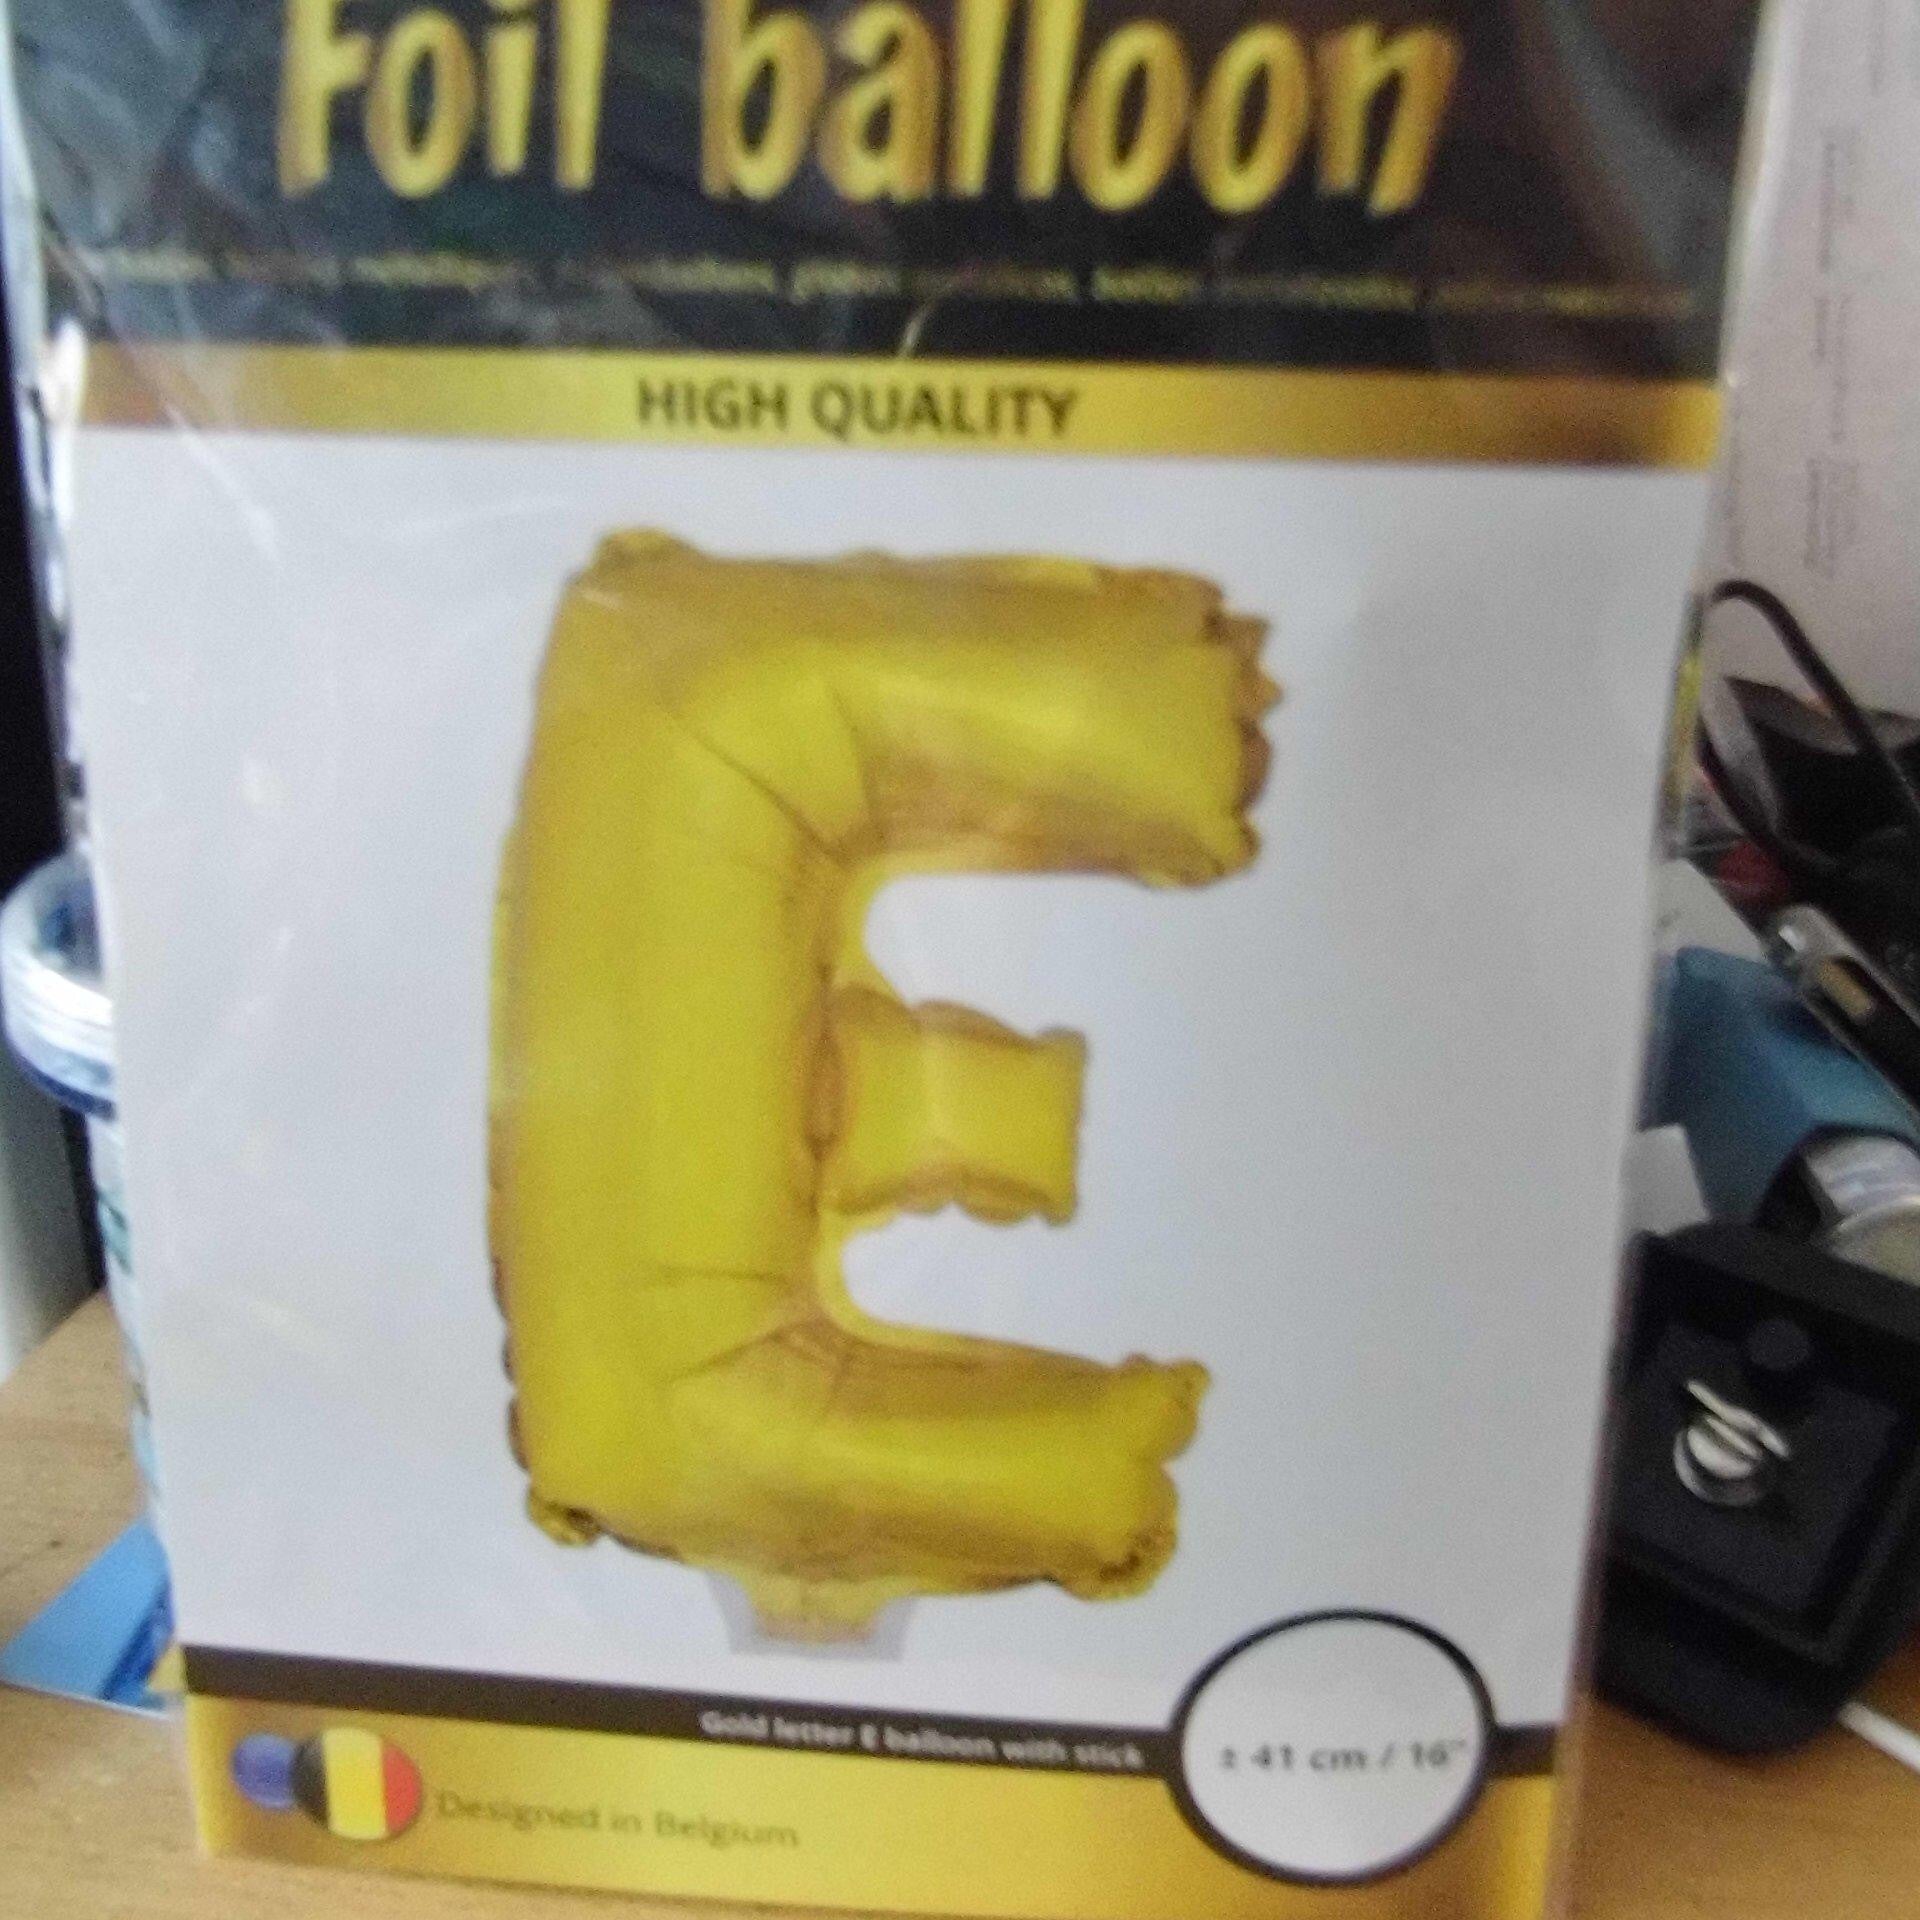 Foil balloon
HIGH QUALITY
Gold letter E balloon with stick
± 41 cm / 16"
Designed in Belgium